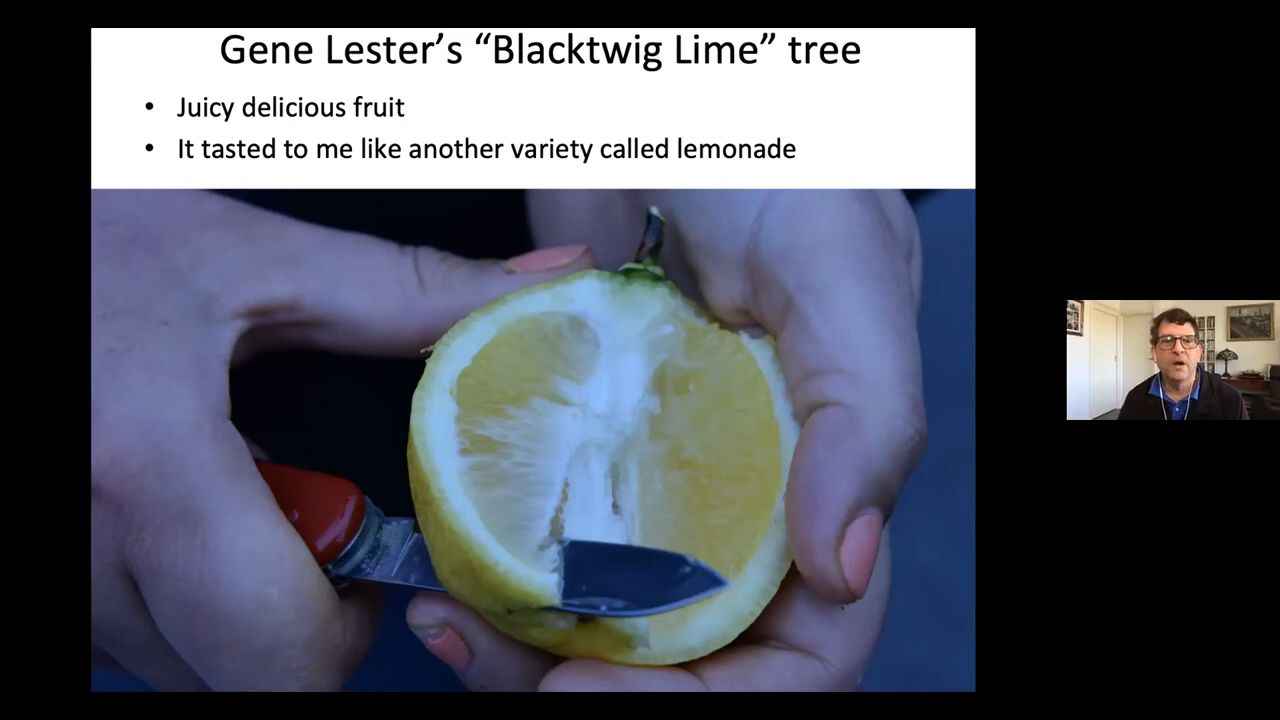 Gene Lester’s “Blacktwig Lime” tree
• Juicy delicious fruit
• It tasted to me like another variety called lemonade